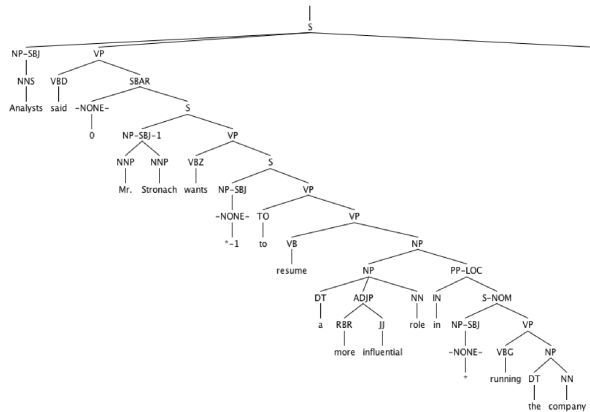 S
NP-SBJ VP
NNS VBD SBAR
Analysts said -NONE- S
0 NP-SBJ-1 VP
NNP NNP VBZ S
Mr. Stronach wants NP-SBJ VP
-NONE- TO VP
*-1 to VB NP
resume NP PP-LOC
DT ADJP NN IN S-NOM
a RBR JJ role in NP-SBJ VP
more influential -NONE- VBG NP
* running DT NN
the company